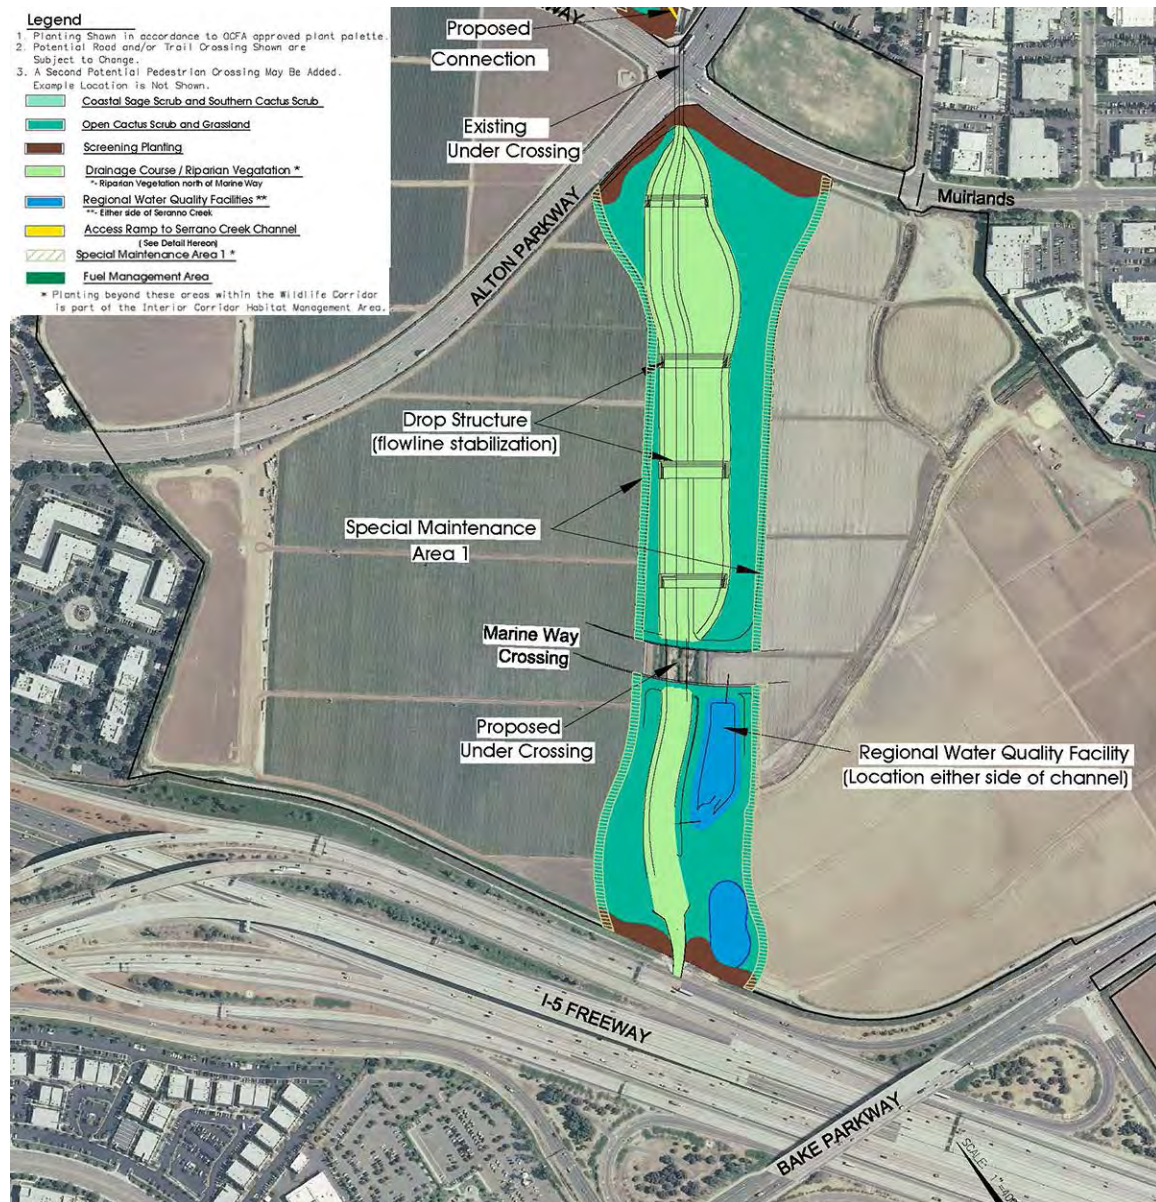 Legend
1. Planting Shown in accordance to OCFA approved plant palette.
2. Potential Road and/or Trail Crossing Shown are
Subject to Change.
3. A Second Potential Pedestrian Crossing May Be Added.
Example Location is Not Shown.
Coastal Sage Scrub and Southern Cactus Scrub
Open Cactus Scrub and Grassland
Screening Planting
Drainage Course / Riparian Vegatation *
*- Riparian Vegetation north of Marine Way
Regional Water Quality Facilities **
**- Either side of Seranno Creek
Access Ramp to Serrano Creek Channel
(See Detail Hereon)
Special Maintenance Area 1 *
Fuel Management Area
* Planting beyond these areas within the Wildlife Corridor
is part of the Interior Corridor Habitat Management Area.
Proposed
Connection
Existing
Under Crossing
Muirlands
ALTON PARKWAY
Drop Structure
(flowline stabilization)
Special Maintenance
Area 1
Marine Way
Crossing
Proposed
Under Crossing
Regional Water Quality Facility
(Location either side of channel)
I-5 FREEWAY
BAKE PARKWAY
SCALE: